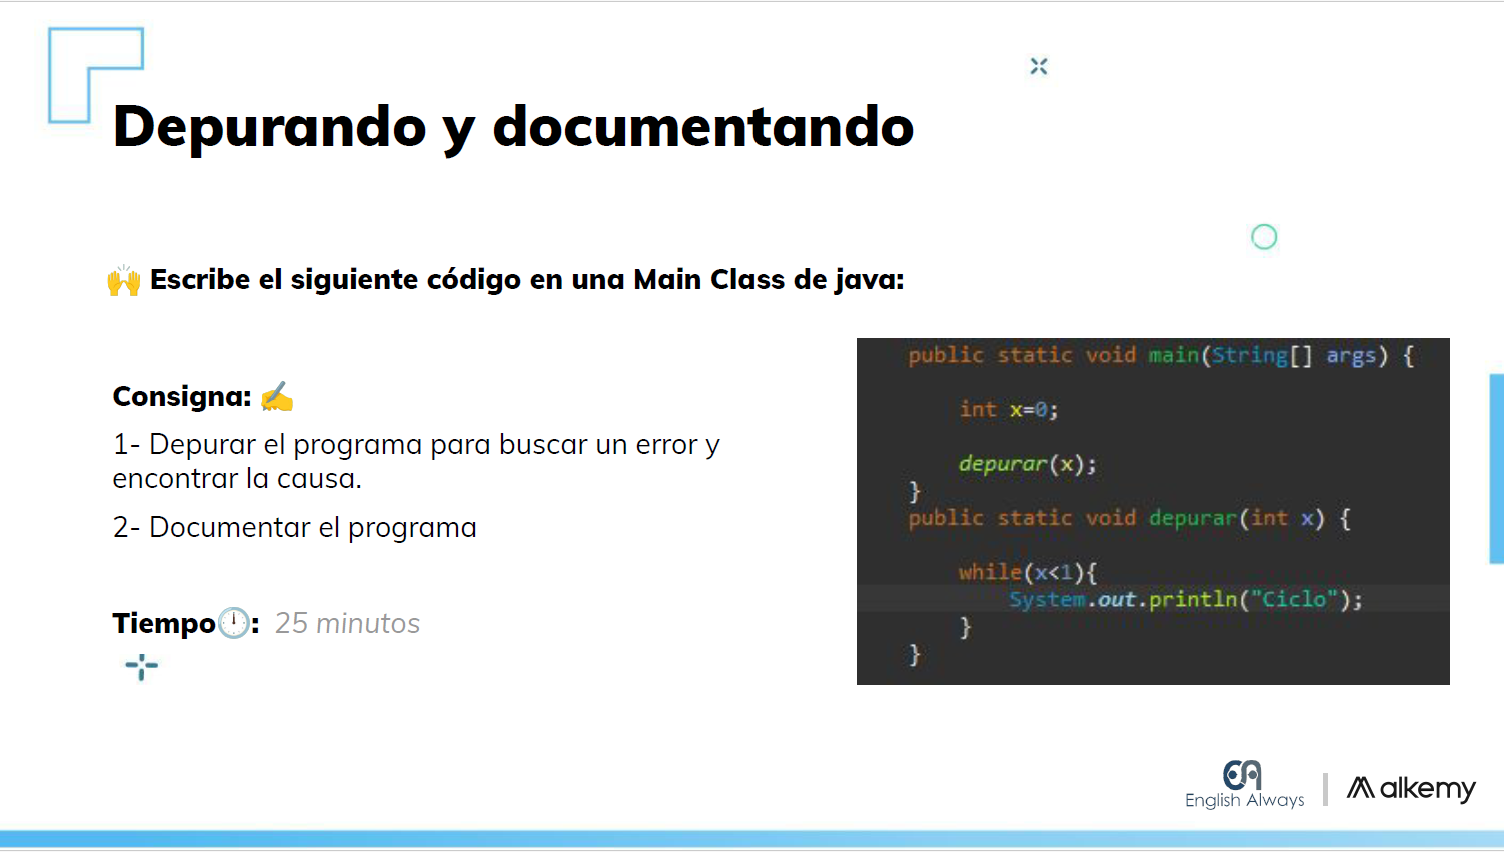 Depurando y documentando
🙌 Escribe el siguiente código en una Main Class de java:
Consigna: ✍️
1- Depurar el programa para buscar un error y
encontrar la causa.
2- Documentar el programa
Tiempo🕛: 25 minutos
public static void main(String[] args) {
int x=0;
depurar(x);
}
public static void depurar(int x) {
while(x<1){
System.out.println("Ciclo");
}
}
English Always
alkemy